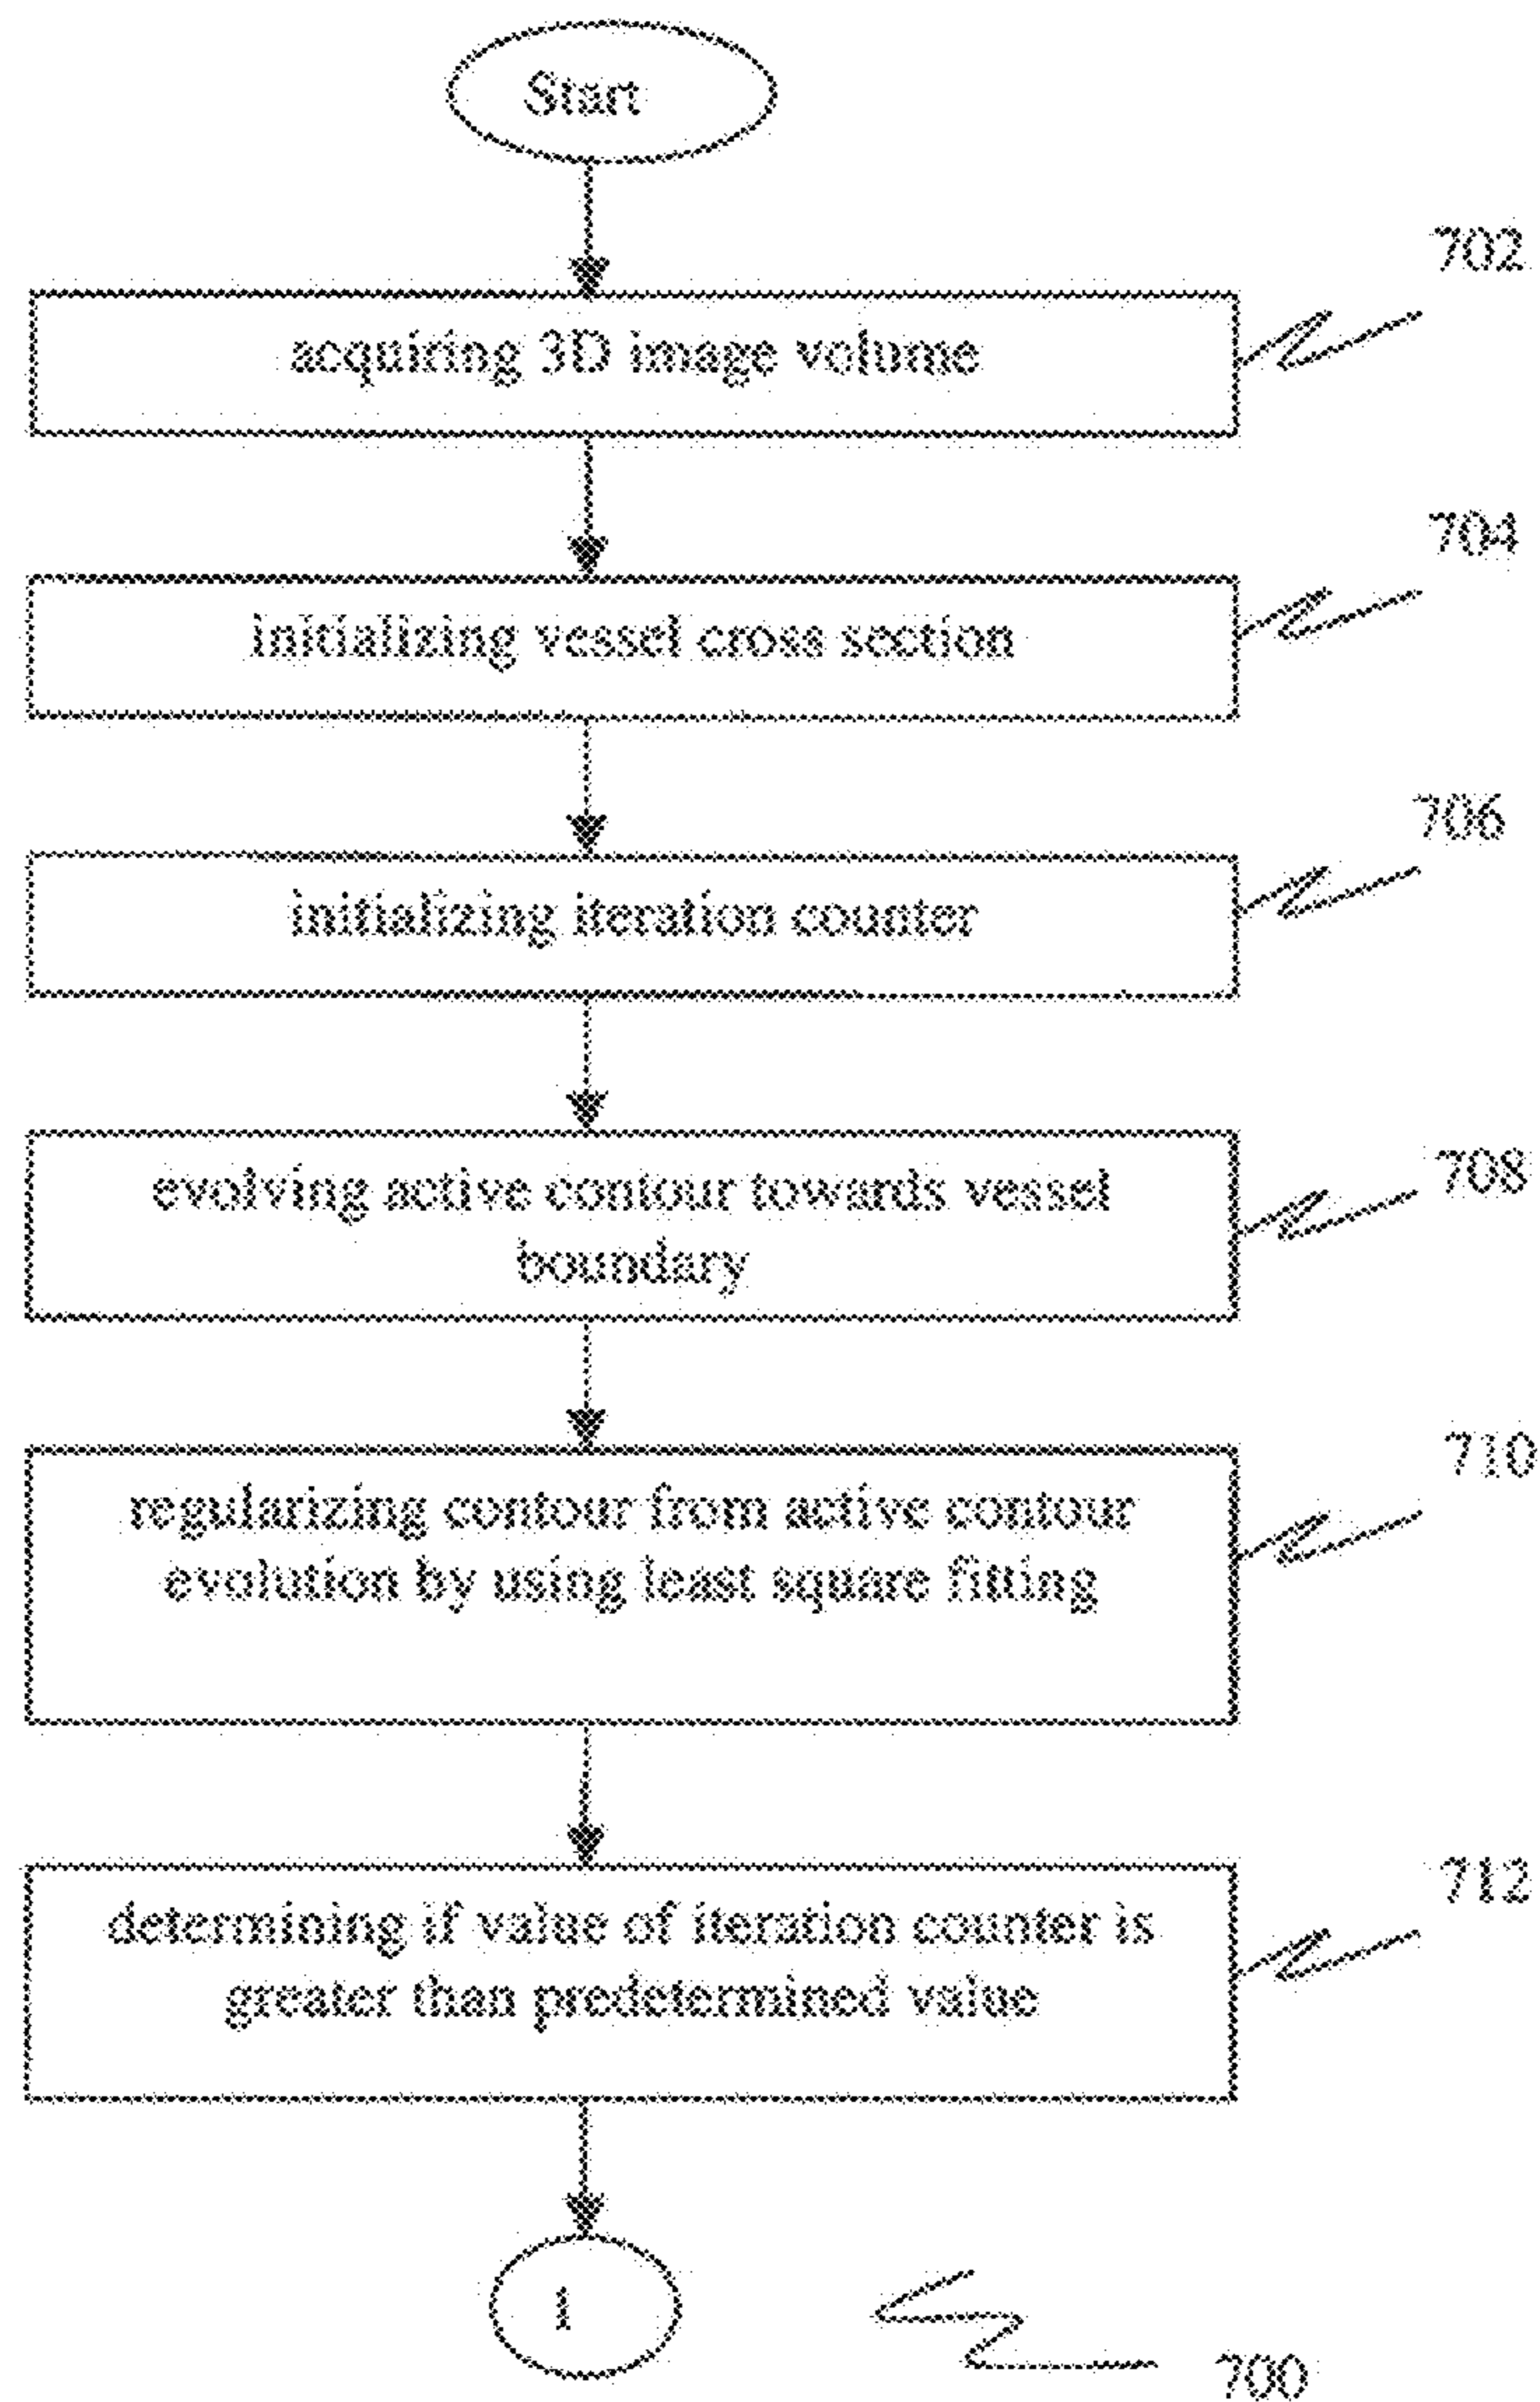 Start
702
acquiring 3D image volume
704
initializing vessel cross section
706
initializing iteration counter
708
evolving active contour towards vessel
boundary
710
regularizing contour from active contour
evolution by using least square fitting
712
determining if value of iteration counter is
greater than predetermined value
1
700